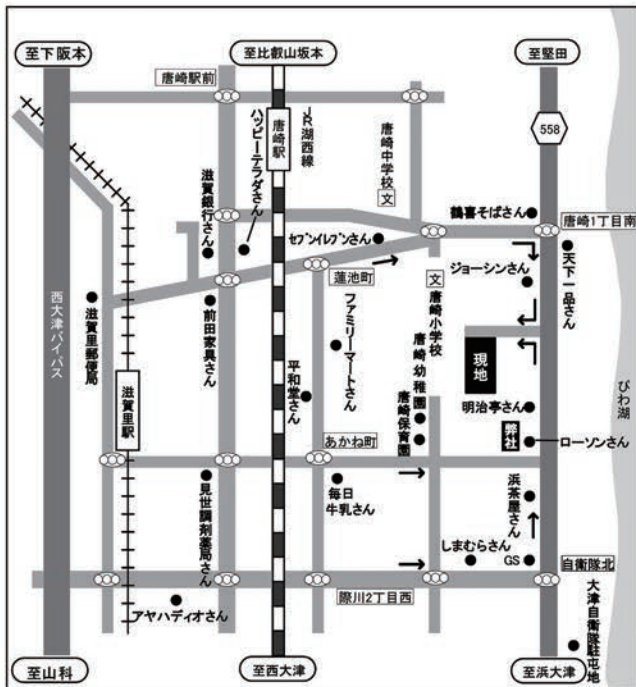 至下阪本
至比叡山坂本
至堅田
唐崎駅前
558
JR湖西線
唐崎駅
ハッピーテラダさん
滋賀銀行さん
唐崎中学校
文
鶴喜そばさん
唐崎1丁目南
セブンイレブンさん
蓮池町
文
唐崎小学校
ジョーシンさん
天下一品さん
西大津バイパス
滋賀里郵便局
前田家具さん
ファミリーマートさん
唐崎幼稚園
現地
びわ湖
滋賀里駅
平和堂さん
唐崎保育園
明治亭さん
弊社
ローソンさん
あかね町
見世調剤薬局さん
毎日
牛乳さん
浜茶屋さん
しまむらさん
GS
自衛隊北
アヤハディオさん
際川2丁目西
大津自衛隊駐屯地
至山科
至西大津
至浜大津